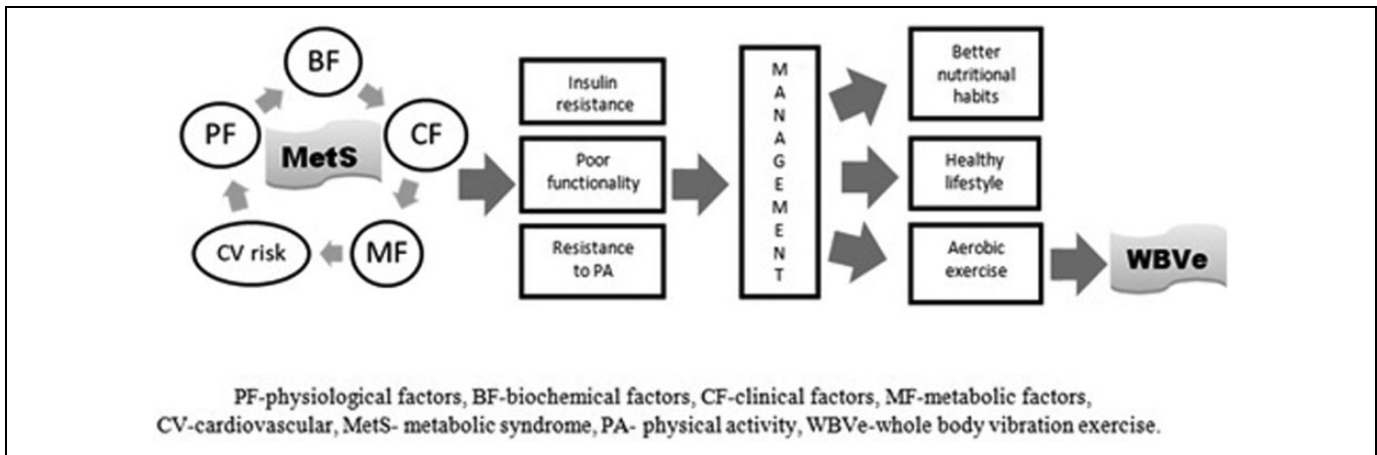 BF
PF
CF
MetS
CV risk
MF
Insulin
resistance
Poor
functionality
Resistance
to PA
MANAGEMENT
Better
nutritional
habits
Healthy
lifestyle
Aerobic
exercise
WBVe
PF-physiological factors, BF-biochemical factors, CF-clinical factors, MF-metabolic factors,
CV-cardiovascular, MetS- metabolic syndrome, PA- physical activity, WBVe-whole body vibration exercise.